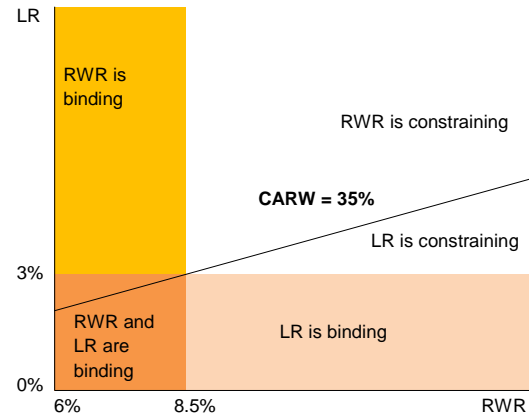 LR
RWR is
binding
RWR is constraining
CARW = 35%
LR is constraining
3%
RWR and
LR are
binding
LR is binding
0%
6%
8.5%
RWR